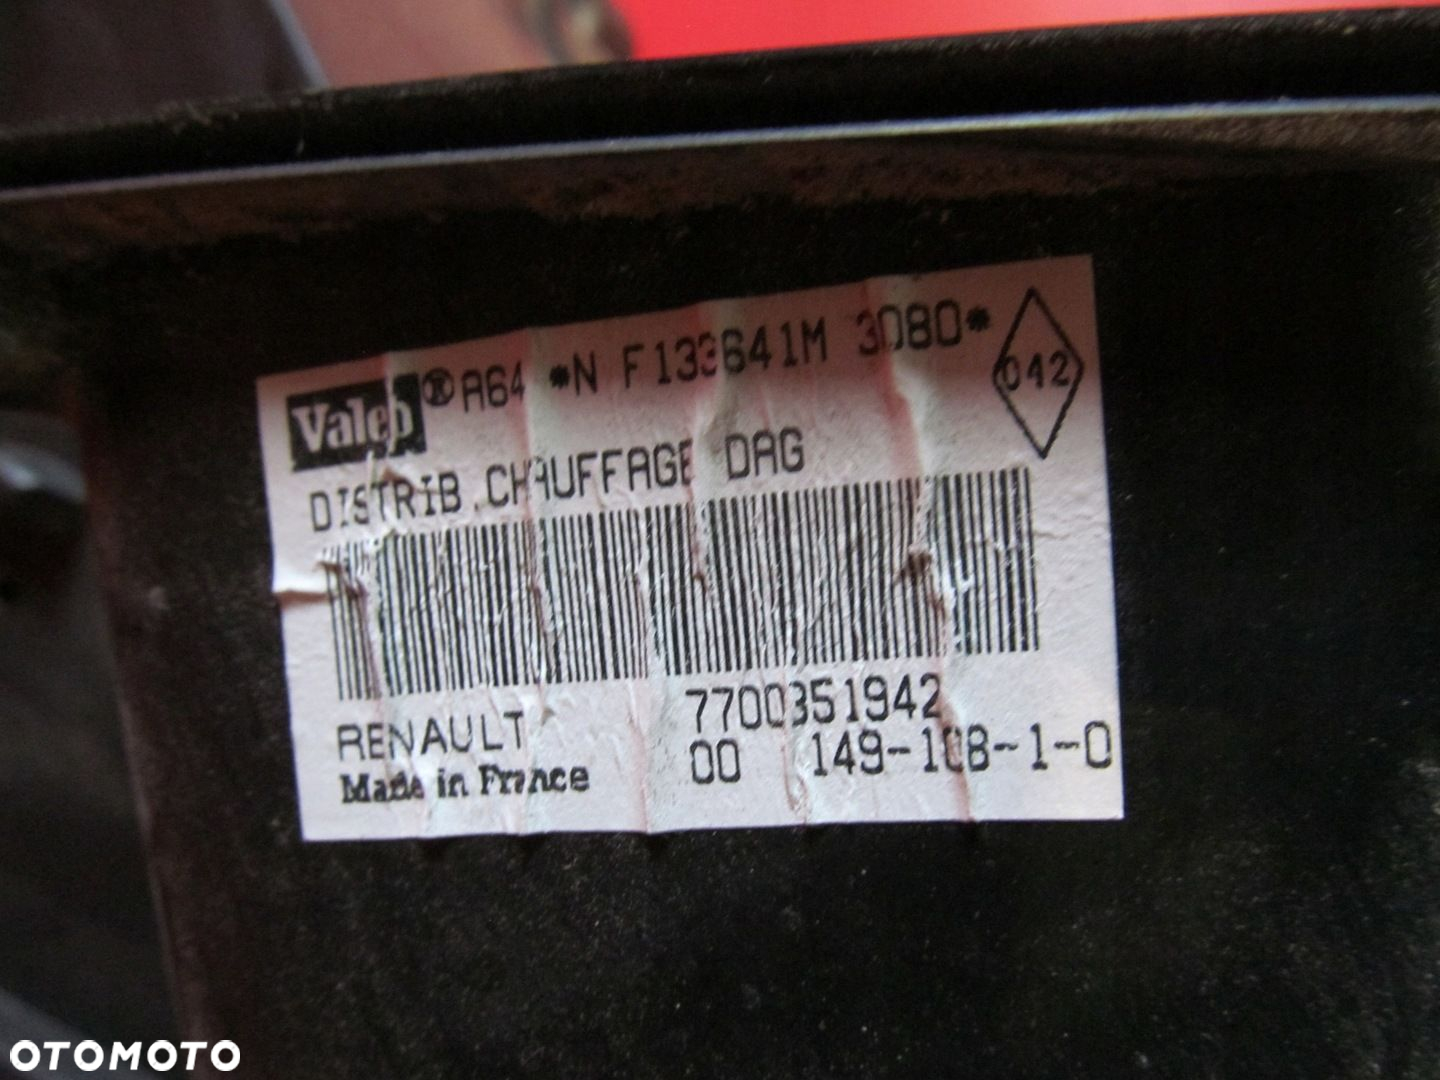 Valeo ® A64 *N F133641M 3080*
042
DISTRIB.CHAUFFAGE DAG
7700351942
RENAULT
00 149-108-1-0
Made in France
OTOMOTO